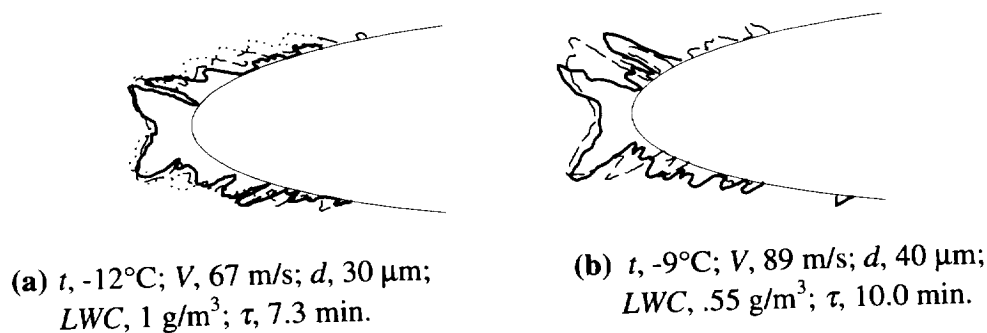 (a) t, -12°C; V, 67 m/s; d, 30 μm;
LWC, 1 g/m³; τ, 7.3 min.
(b) t, -9°C; V, 89 m/s; d, 40 μm;
LWC, .55 g/m³; τ, 10.0 min.